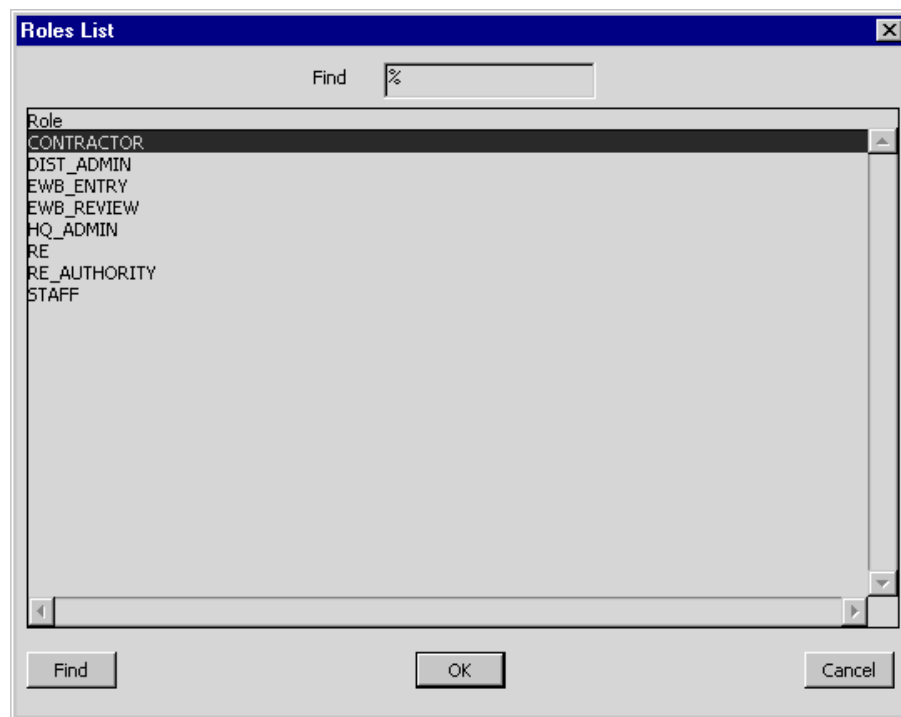 Roles List
Find %
Role
CONTRACTOR
DIST_ADMIN
EWB_ENTRY
EWB_REVIEW
HQ_ADMIN
RE
RE_AUTHORITY
STAFF
Find OK Cancel